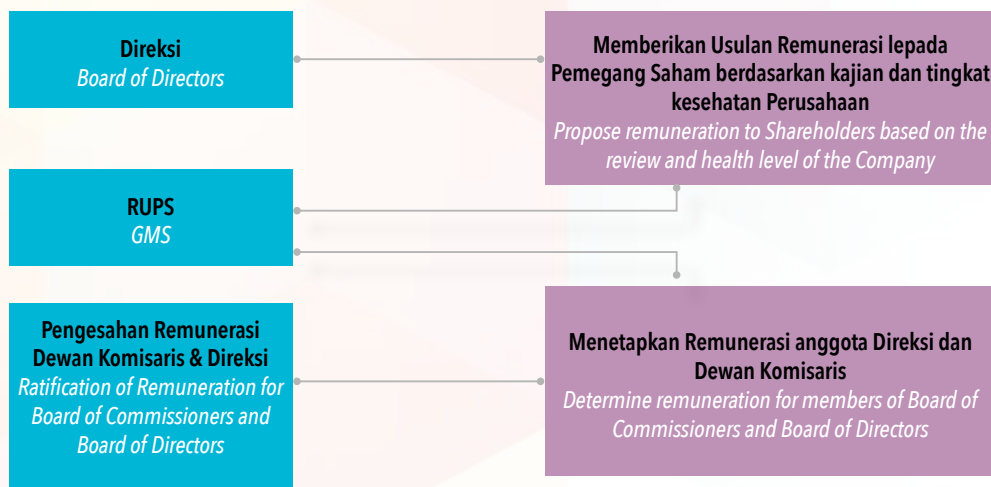 Direksi
Board of Directors
Memberikan Usulan Remunerasi lepada
Pemegang Saham berdasarkan kajian dan tingkat
kesehatan Perusahaan
Propose remuneration to Shareholders based on the
review and health level of the Company
RUPS
GMS
Pengesahan Remunerasi
Dewan Komisaris & Direksi
Ratification of Remuneration for
Board of Commissioners and
Board of Directors
Menetapkan Remunerasi anggota Direksi dan
Dewan Komisaris
Determine remuneration for members of Board of
Commissioners and Board of Directors